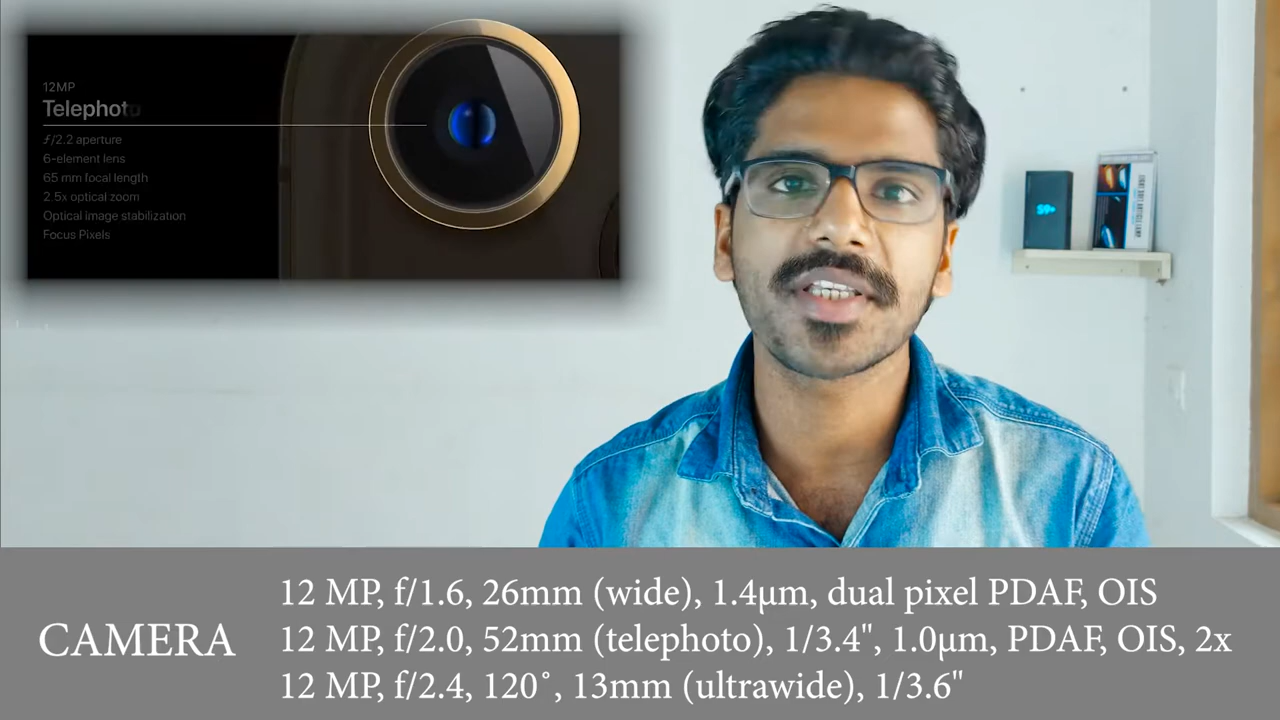 12MP
Telephoto
ƒ/2.2 aperture
6-element lens
65 mm focal length
2.5x optical zoom
Optical image stabilization
Focus Pixels
S9+
CAMERA
12 MP, f/1.6, 26mm (wide), 1.4µm, dual pixel PDAF, OIS
12 MP, f/2.0, 52mm (telephoto), 1/3.4", 1.0µm, PDAF, OIS, 2x
12 MP, f/2.4, 120˚, 13mm (ultrawide), 1/3.6"